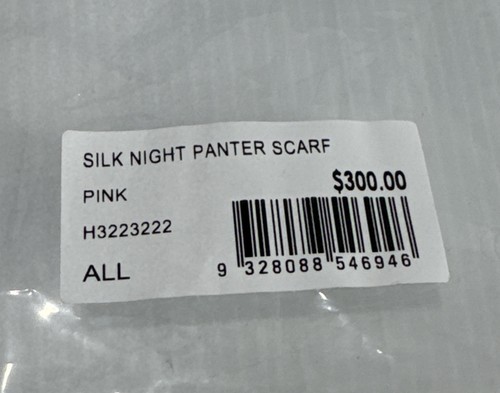 SILK NIGHT PANTER SCARF
PINK
$300.00
H3223222
ALL
9 328088 546946